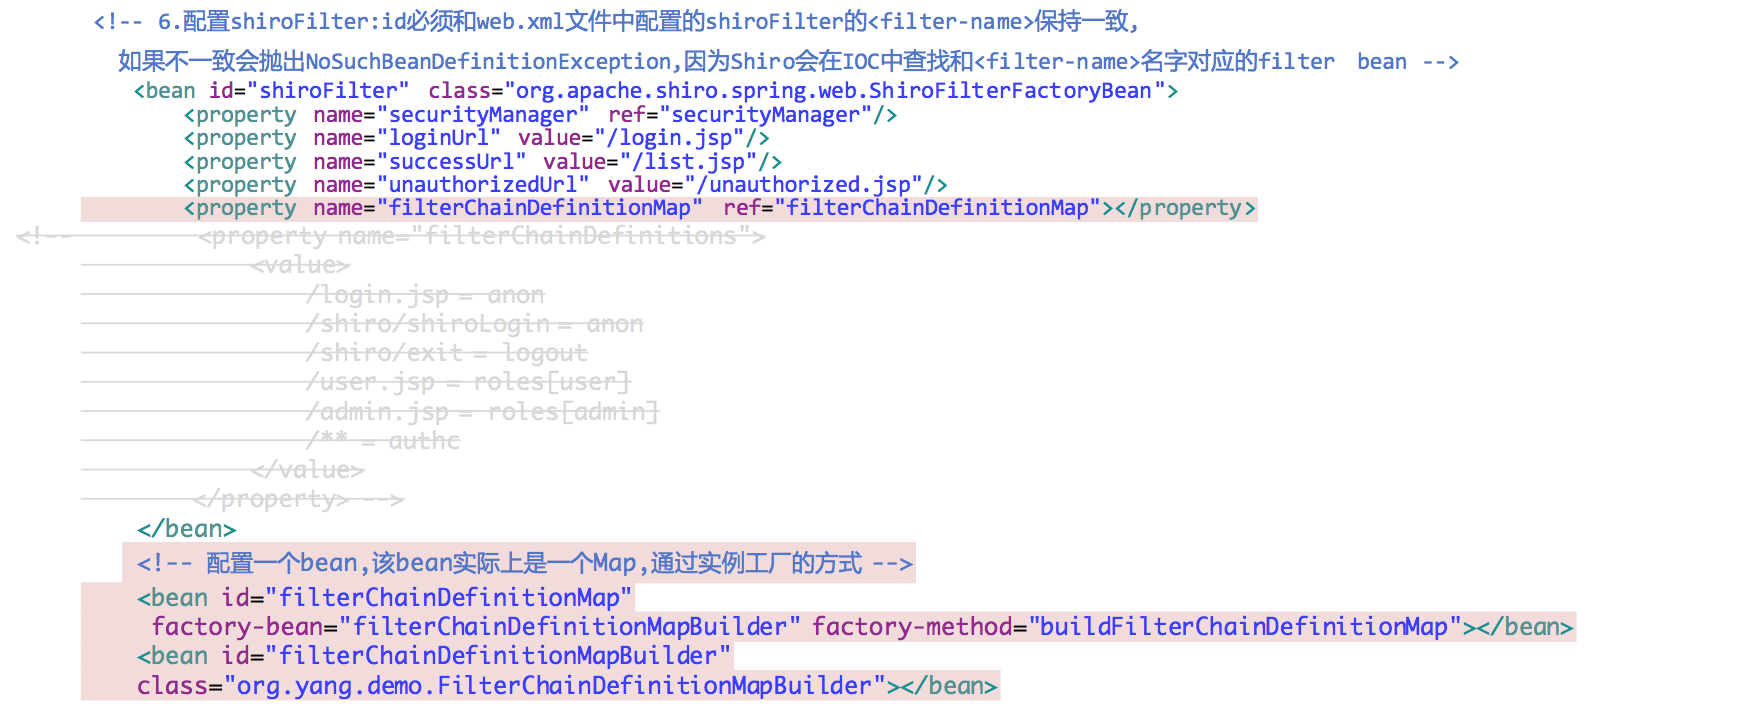 <!-- 6.配置shiroFilter:id必须和web.xml文件中配置的shiroFilter的<filter-name>保持一致,
如果不一致会抛出NoSuchBeanDefinitionException,因为Shiro会在IOC中查找和<filter-name>名字对应的filter bean -->
<bean id="shiroFilter" class="org.apache.shiro.spring.web.ShiroFilterFactoryBean">
<property name="securityManager" ref="securityManager"/>
<property name="loginUrl" value="/login.jsp"/>
<property name="successUrl" value="/list.jsp"/>
<property name="unauthorizedUrl" value="/unauthorized.jsp"/>
<property name="filterChainDefinitionMap" ref="filterChainDefinitionMap"></property>
<!-- <property name="filterChainDefinitions">
<value>
/login.jsp = anon
/shiro/shiroLogin = anon
/shiro/exit = logout
/user.jsp = roles[user]
/admin.jsp = roles[admin]
/** = authc
</value>
</property> -->
</bean>
<!-- 配置一个bean,该bean实际上是一个Map,通过实例工厂的方式 -->
<bean id="filterChainDefinitionMap"
factory-bean="filterChainDefinitionMapBuilder" factory-method="buildFilterChainDefinitionMap"></bean>
<bean id="filterChainDefinitionMapBuilder"
class="org.yang.demo.FilterChainDefinitionMapBuilder"></bean>